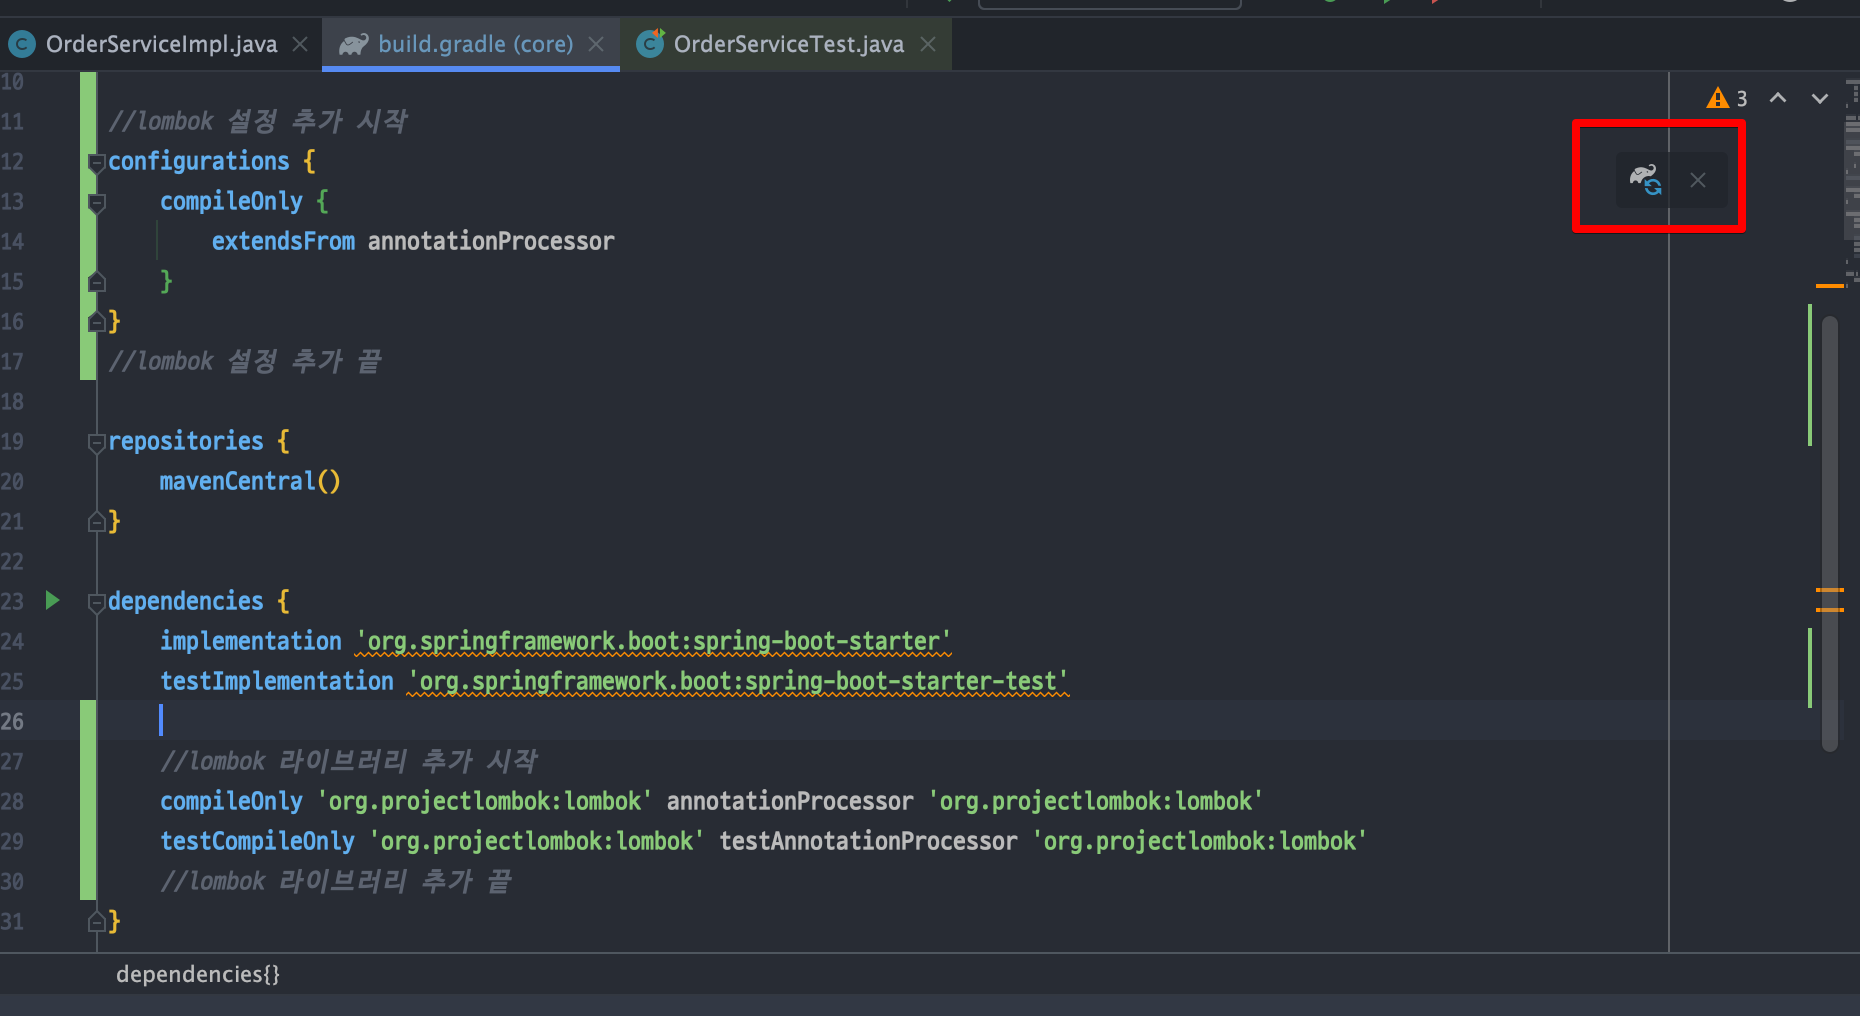 OrderServiceImpl.java
build.gradle (core)
OrderServiceTest.java
3
10
11 //lombok 설정 추가 시작
12 configurations {
13 compileOnly {
14 extendsFrom annotationProcessor
15 }
16 }
17 //lombok 설정 추가 끝
18
19 repositories {
20 mavenCentral()
21 }
22
23 dependencies {
24 implementation 'org.springframework.boot:spring-boot-starter'
25 testImplementation 'org.springframework.boot:spring-boot-starter-test'
26
27 //lombok 라이브러리 추가 시작
28 compileOnly 'org.projectlombok:lombok' annotationProcessor 'org.projectlombok:lombok'
29 testCompileOnly 'org.projectlombok:lombok' testAnnotationProcessor 'org.projectlombok:lombok'
30 //lombok 라이브러리 추가 끝
31 }
dependencies{}